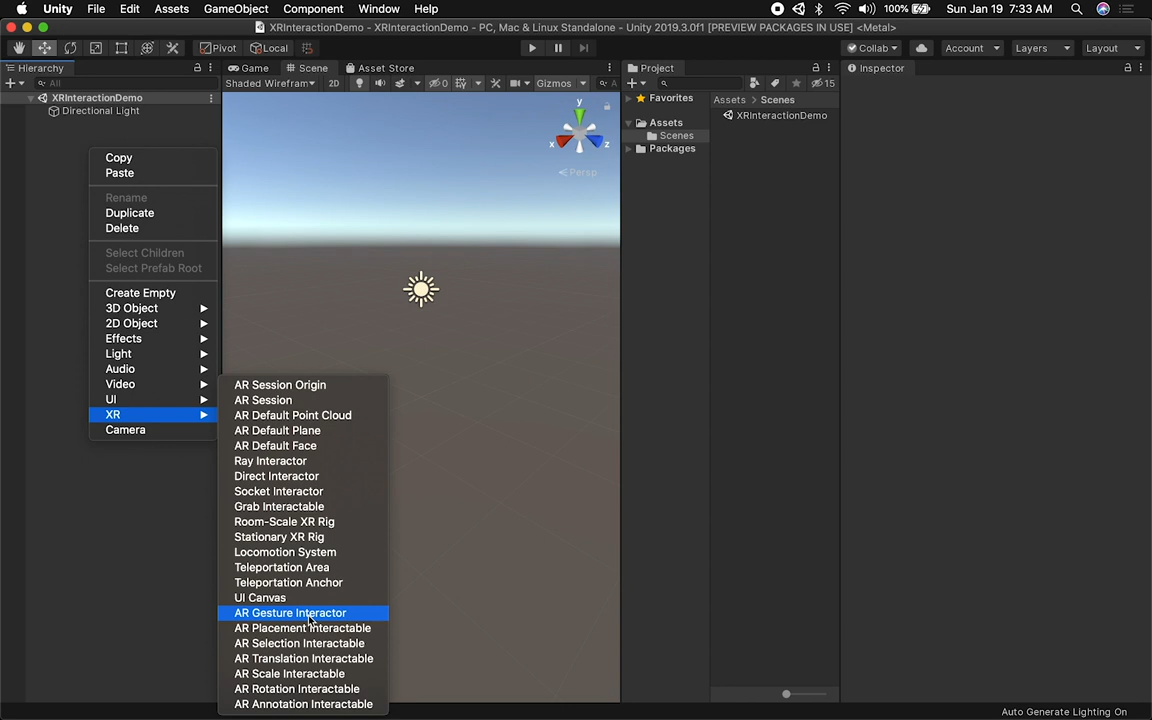 Unity File Edit Assets GameObject Component Window Help 100% Sun Jan 19 7:33 AM
XRInteractionDemo - XRInteractionDemo - PC, Mac & Linux Standalone - Unity 2019.3.0f1 [PREVIEW PACKAGES IN USE] <Metal>
Pivot Local Collab Account Layers Layout
Hierarchy Game Scene Asset Store Project Inspector
All Shaded Wirefram 2D 0 Gizmos A 15
XRInteractionDemo
Directional Light
Favorites
Assets
Scenes
Packages
Assets > Scenes
XRInteractionDemo
y
x
z
Persp
Copy
Paste
Rename
Duplicate
Delete
Select Children
Select Prefab Root
Create Empty
3D Object
2D Object
Effects
Light
Audio
Video
UI
XR
Camera
AR Session Origin
AR Session
AR Default Point Cloud
AR Default Plane
AR Default Face
Ray Interactor
Direct Interactor
Socket Interactor
Grab Interactable
Room-Scale XR Rig
Stationary XR Rig
Locomotion System
Teleportation Area
Teleportation Anchor
UI Canvas
AR Gesture Interactor
AR Placement Interactable
AR Selection Interactable
AR Translation Interactable
AR Scale Interactable
AR Rotation Interactable
AR Annotation Interactable
Auto Generate Lighting On